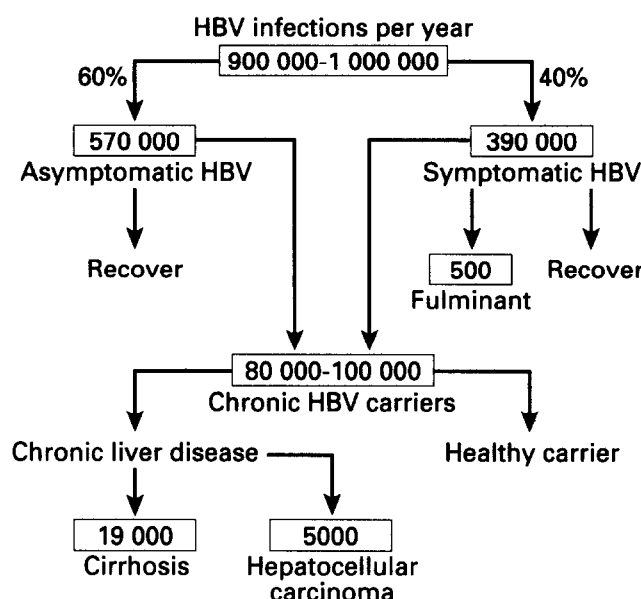 HBV infections per year
900 000-1 000 000
60%
40%
570 000
390 000
Asymptomatic HBV
Symptomatic HBV
Recover
500
Recover
Fulminant
80 000-100 000
Chronic HBV carriers
Chronic liver disease
Healthy carrier
19 000
5000
Cirrhosis
Hepatocellular
carcinoma